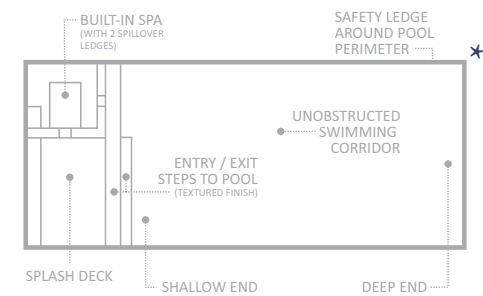 BUILT-IN SPA
(WITH 2 SPILLOVER
LEDGES)
SAFETY LEDGE
AROUND POOL
PERIMETER
UNOBSTRUCTED
SWIMMING
CORRIDOR
ENTRY / EXIT
STEPS TO POOL
(TEXTURED FINISH)
SPLASH DECK
SHALLOW END
DEEP END